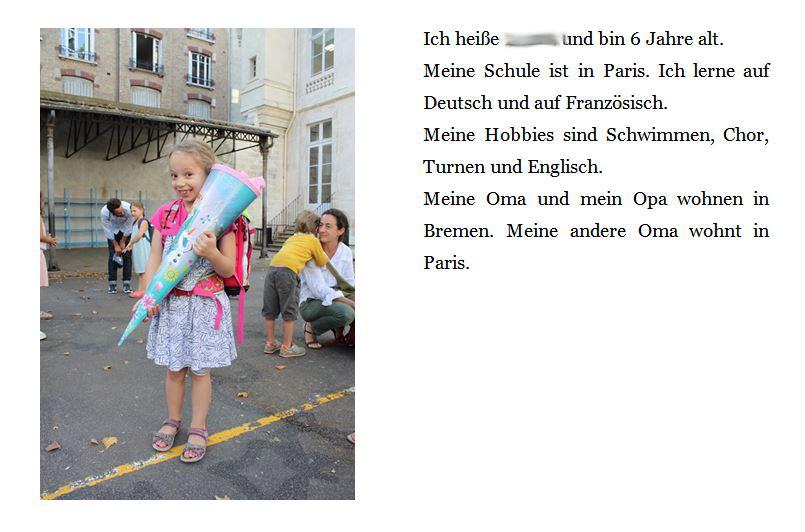 Ich heiße und bin 6 Jahre alt.
Meine Schule ist in Paris. Ich lerne auf
Deutsch und auf Französisch.
Meine Hobbies sind Schwimmen, Chor,
Turnen und Englisch.
Meine Oma und mein Opa wohnen in
Bremen. Meine andere Oma wohnt in
Paris.